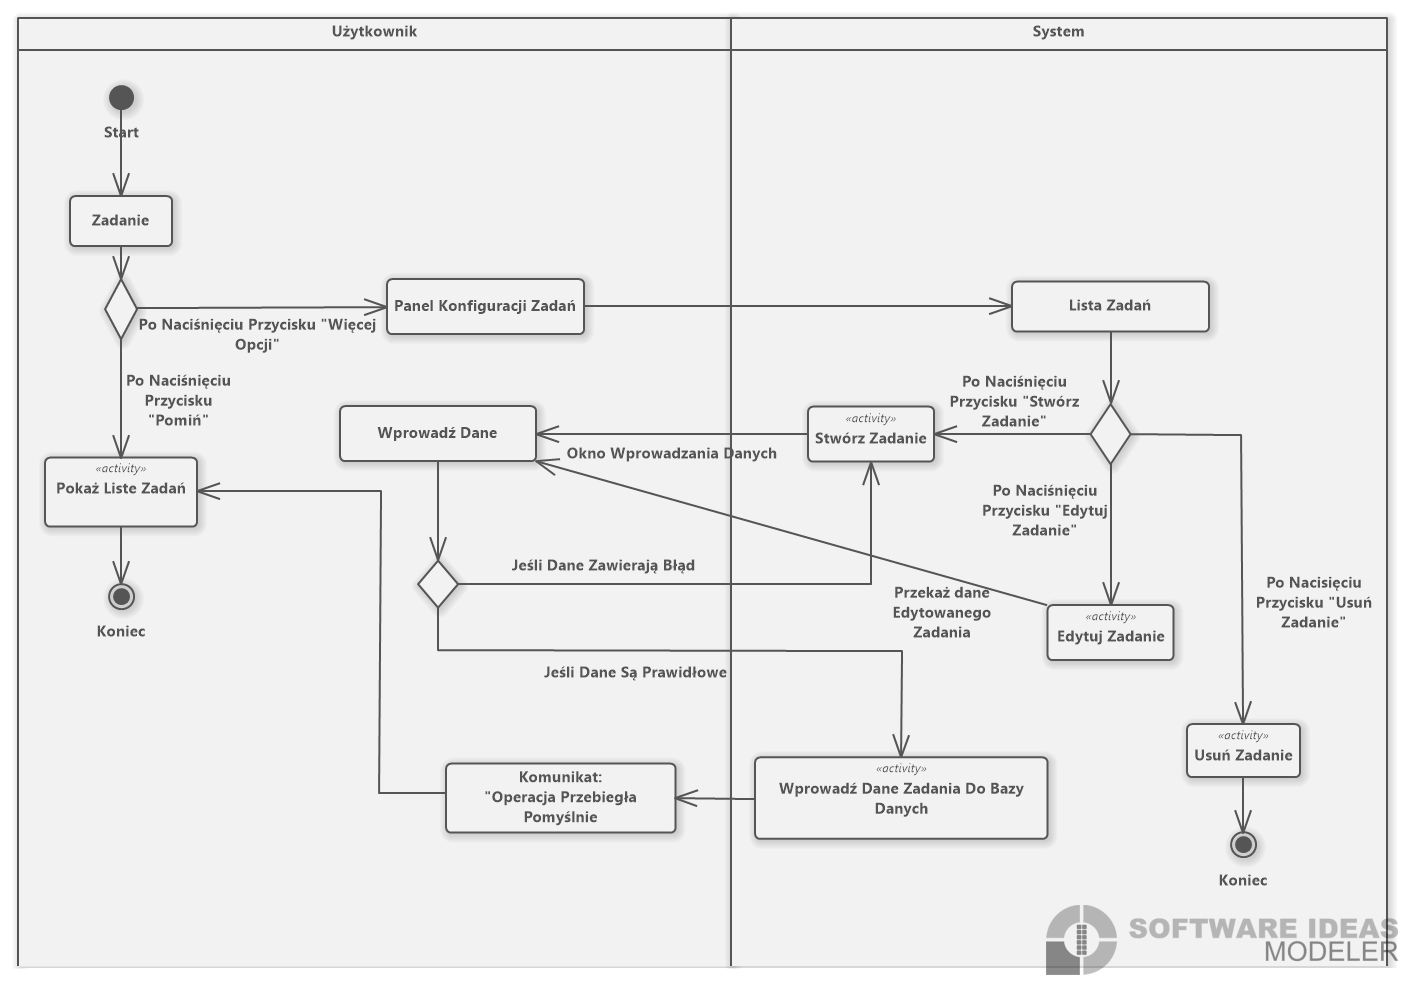 Użytkownik
System
Start
Zadanie
Panel Konfiguracji Zadań
Lista Zadań
Po Naciśnięciu Przycisku "Więcej
Opcji"
Po Naciśnięciu
Przycisku
"Pomiń"
Po Naciśnięciu
Przycisku "Stwórz
Zadanie"
«activity»
Stwórz Zadanie
Wprowadź Dane
Okno Wprowadzania Danych
«activity»
Pokaż Liste Zadań
Po Naciśnięciu
Przycisku "Edytuj
Zadanie"
Jeśli Dane Zawierają Błąd
Przekaż dane
Edytowanego
Zadania
Po Nacisięciu
Przycisku "Usuń
Zadanie"
Koniec
«activity»
Edytuj Zadanie
Jeśli Dane Są Prawidłowe
«activity»
Usuń Zadanie
Komunikat:
"Operacja Przebiegła
Pomyślnie
«activity»
Wprowadź Dane Zadania Do Bazy
Danych
Koniec
SOFTWARE IDEAS
MODELER